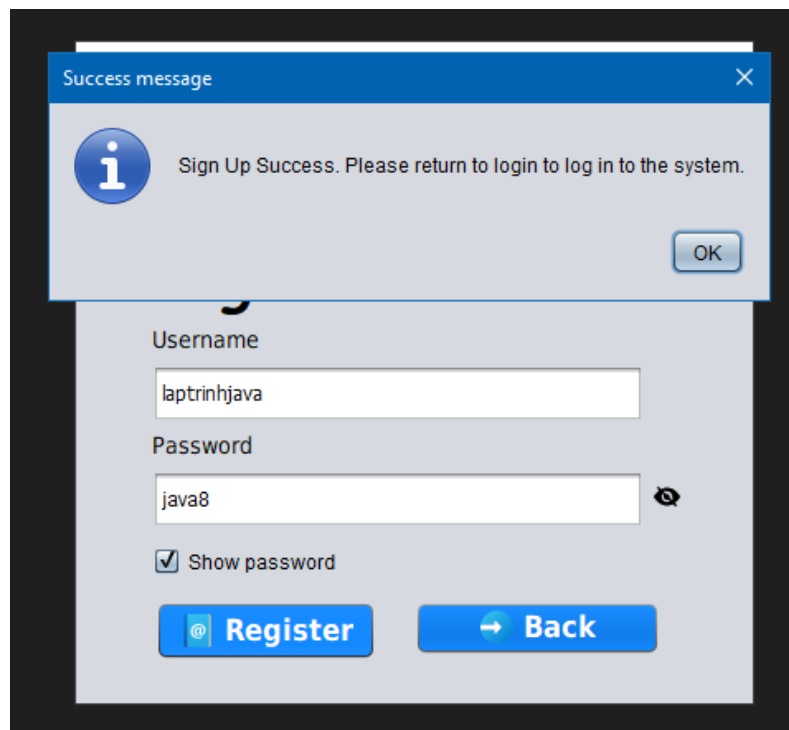 Success message
Sign Up Success. Please return to login to log in to the system.
OK
Username
laptrinhjava
Password
java8
Show password
Register
Back